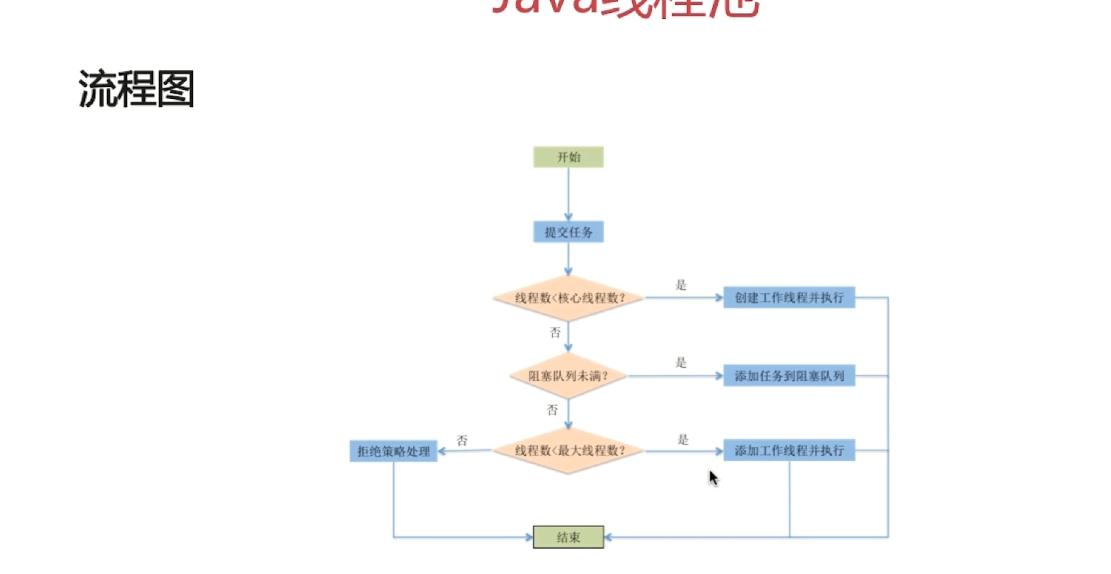 Java线程池
流程图
开始
提交任务
线程数<核心线程数?
是
创建工作线程并执行
否
阻塞队列未满?
是
添加任务到阻塞队列
否
线程数<最大线程数?
是
添加工作线程并执行
否
拒绝策略处理
结束